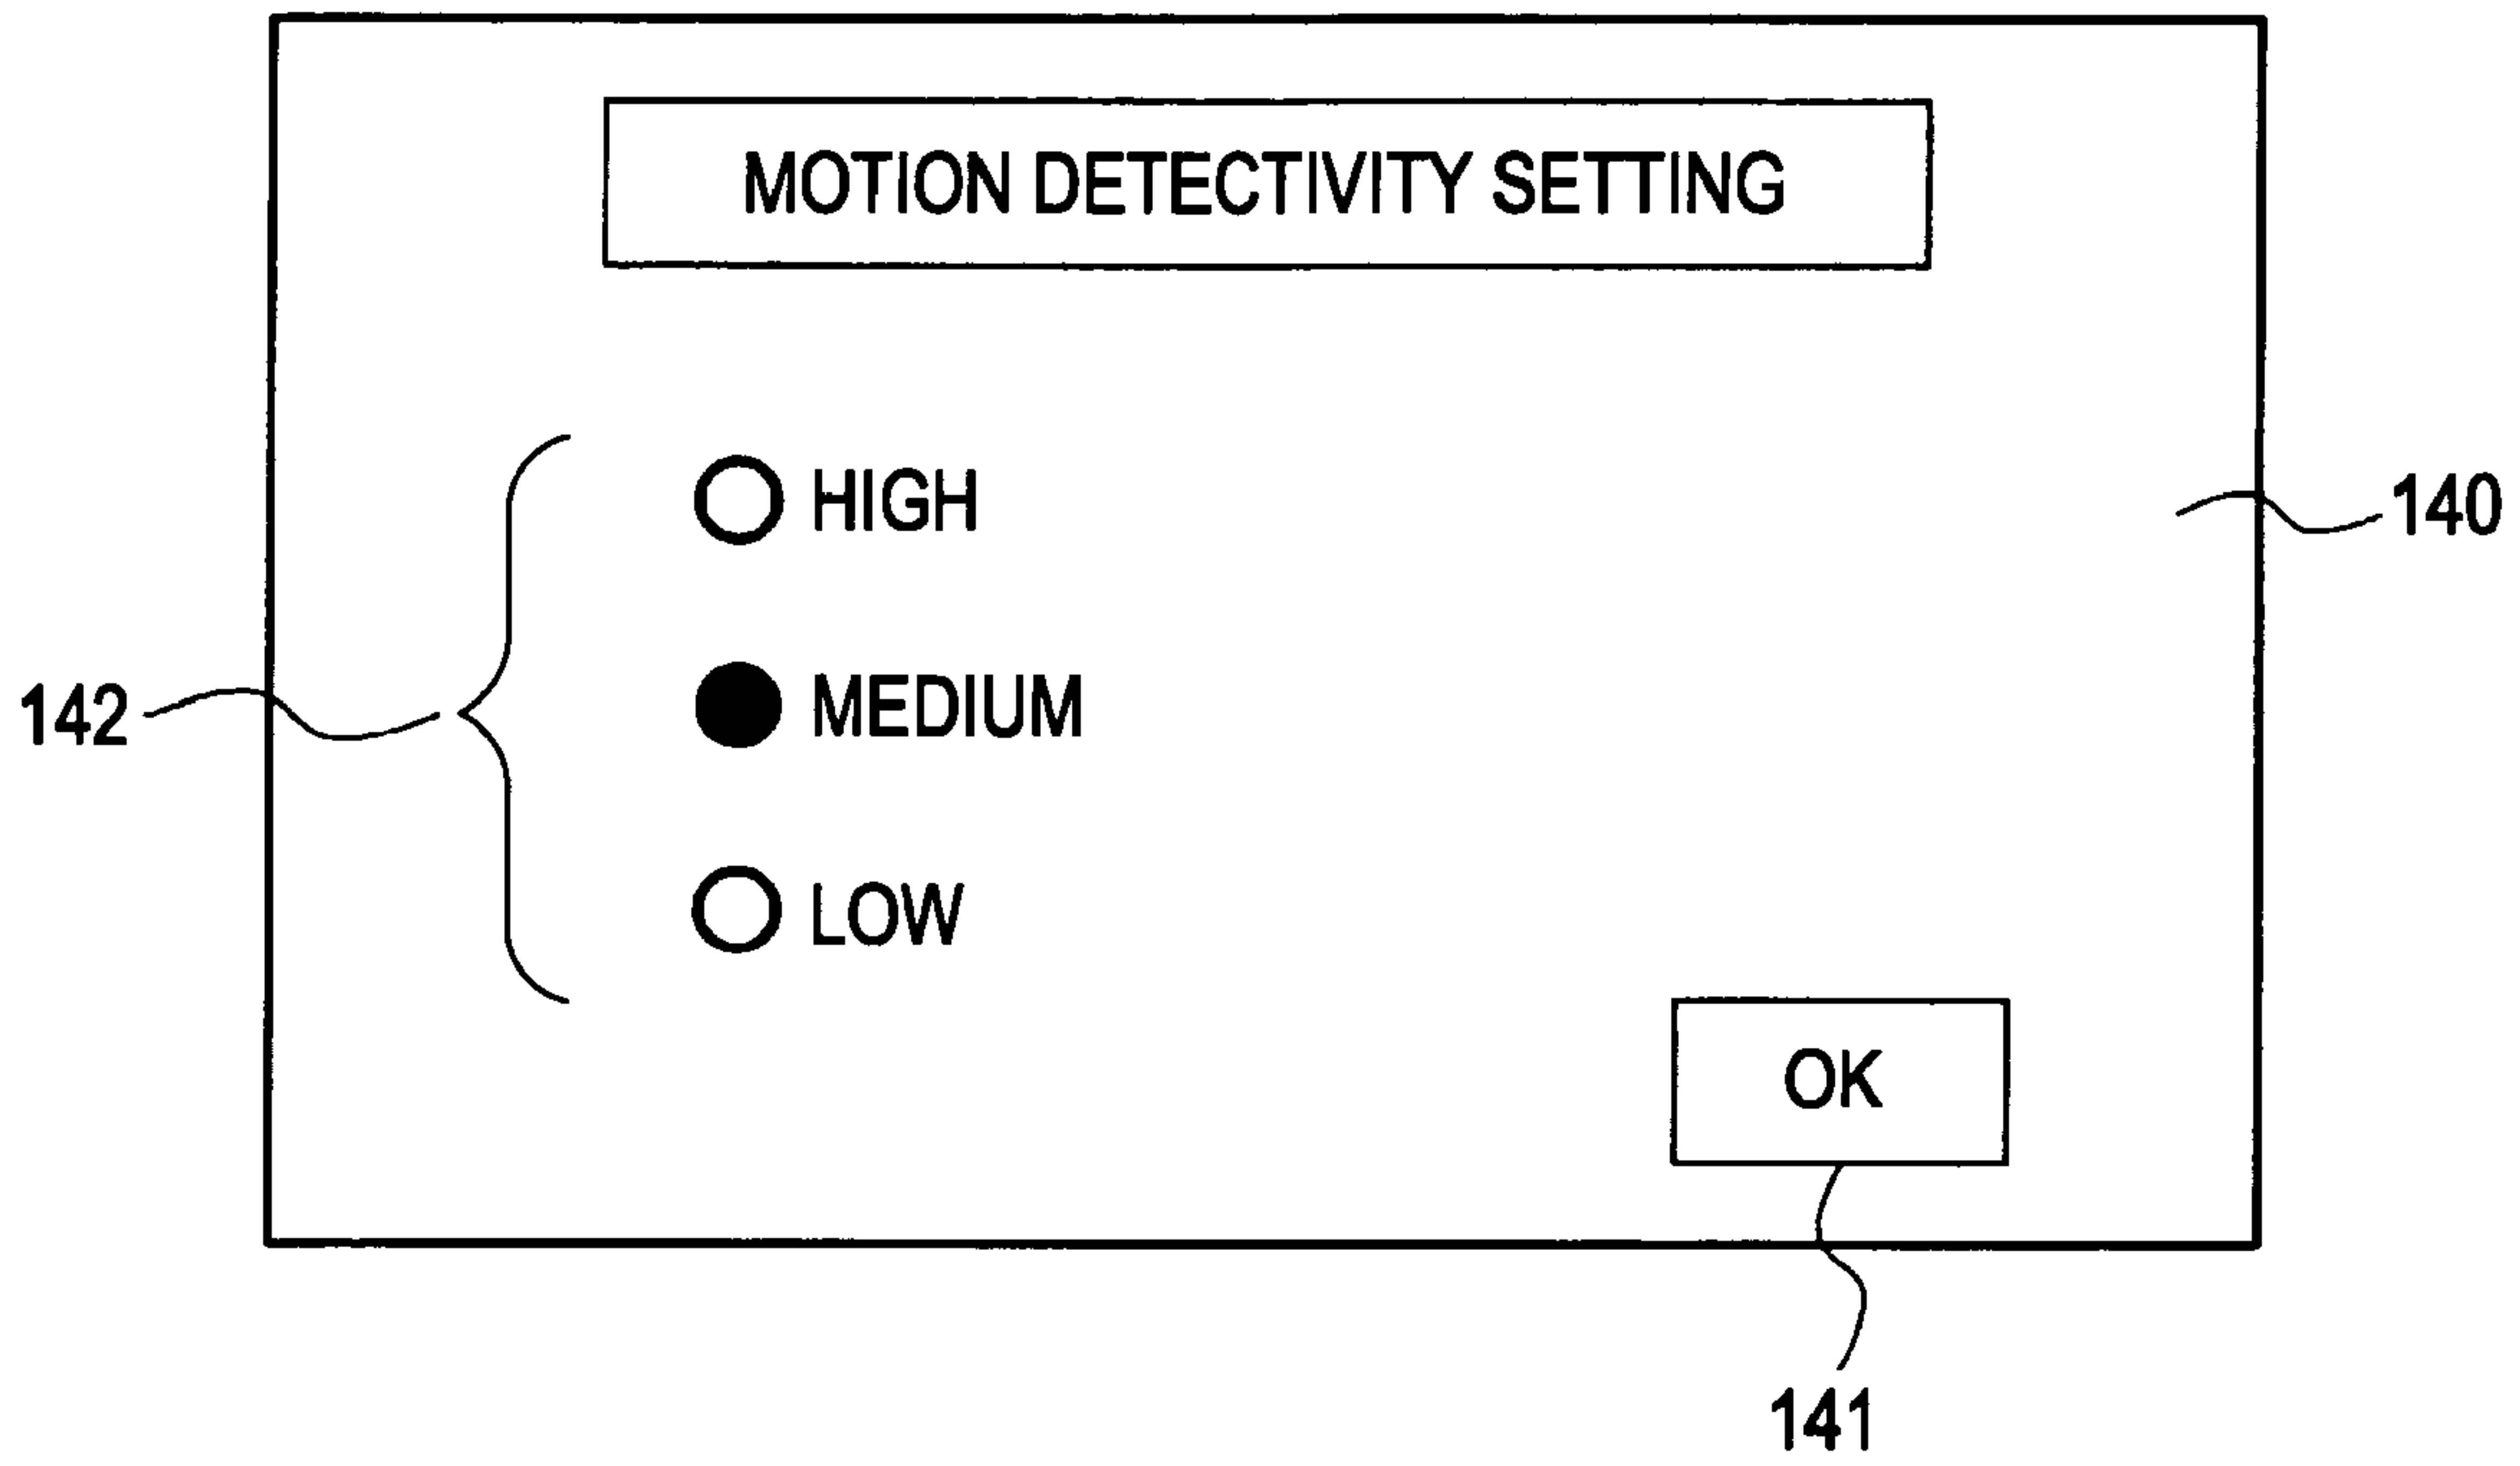 MOTION DETECTIVITY SETTING
HIGH
140
142
MEDIUM
LOW
OK
141